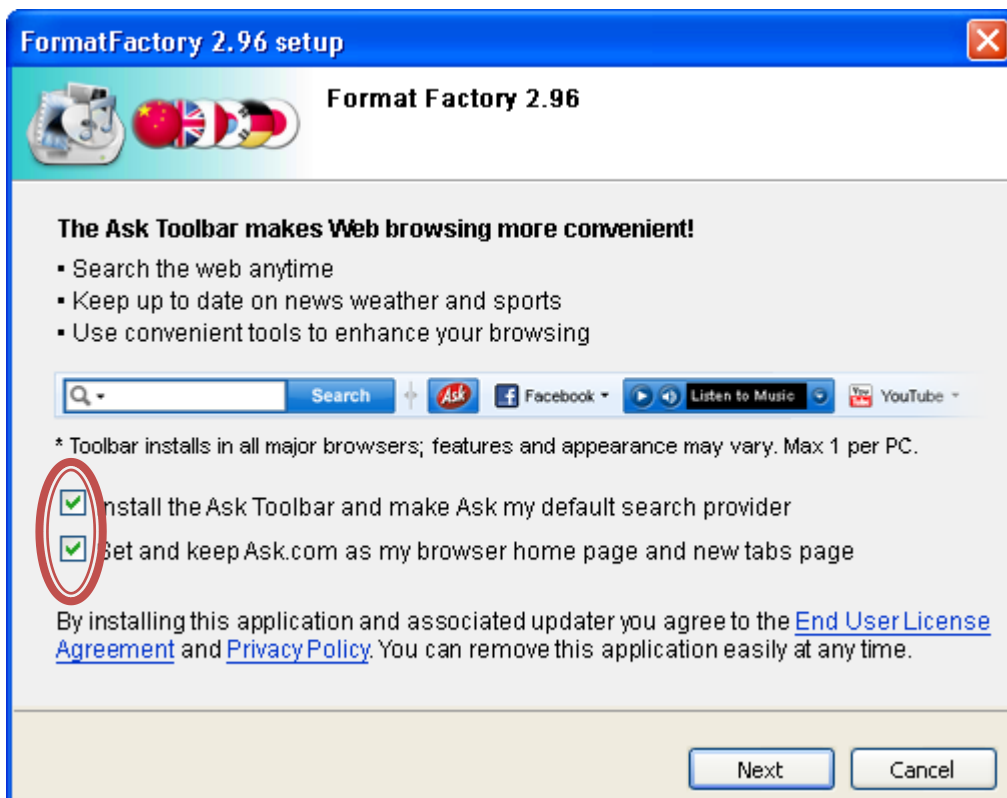 FormatFactory 2.96 setup
Format Factory 2.96
The Ask Toolbar makes Web browsing more convenient!
▪ Search the web anytime
▪ Keep up to date on news weather and sports
▪ Use convenient tools to enhance your browsing
Search Ask Facebook Listen to Music You Tube YouTube
* Toolbar installs in all major browsers; features and appearance may vary. Max 1 per PC.
Install the Ask Toolbar and make Ask my default search provider
Set and keep Ask.com as my browser home page and new tabs page
By installing this application and associated updater you agree to the End User License
Agreement and Privacy Policy. You can remove this application easily at any time.
Next Cancel